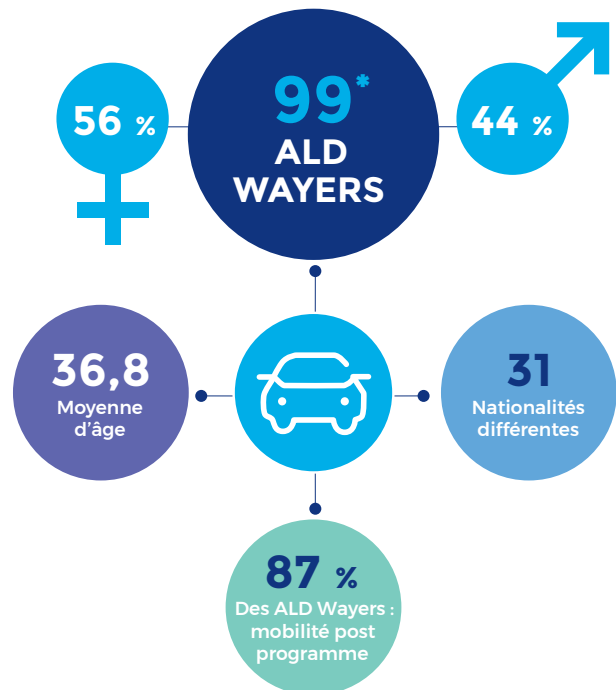 56 %
99*
ALD
WAYERS
44 %
36,8
Moyenne
d'âge
31
Nationalités
différentes
87 %
Des ALD Wayers :
mobilité post
programme